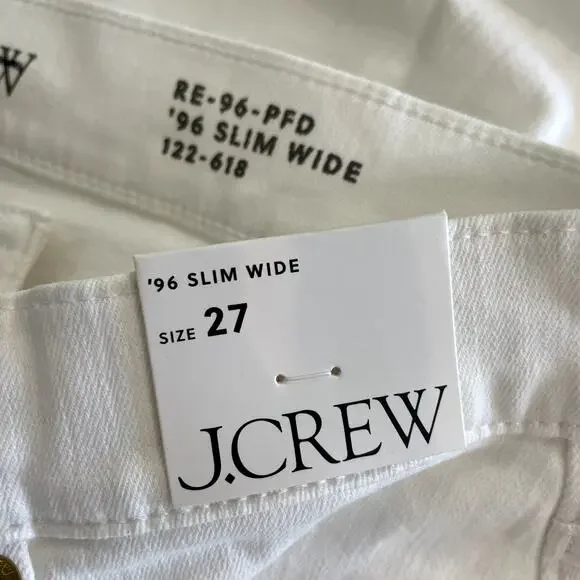 RE-96-PFD
'96 SLIM WIDE
122-618
'96 SLIM WIDE
SIZE 27
J.CREW